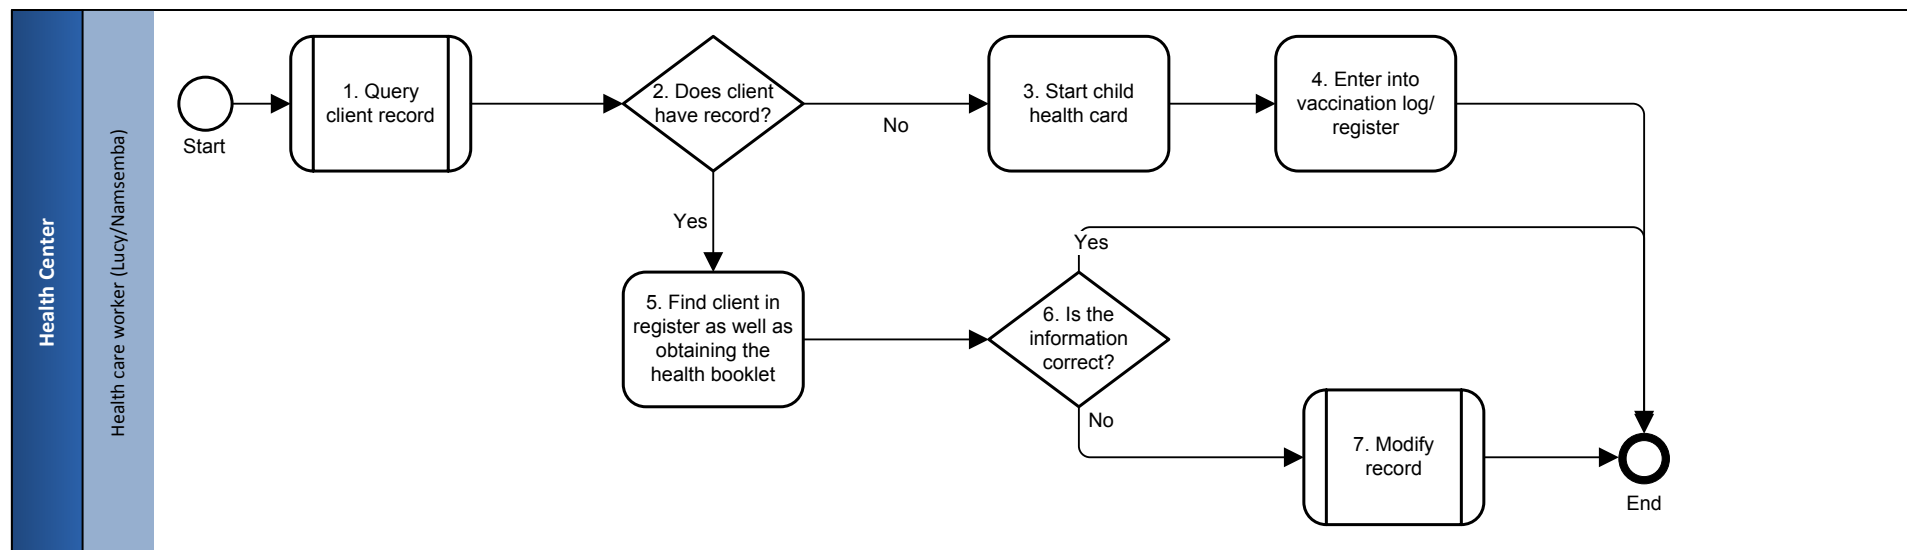 Health Center
Health care worker (Lucy/Namsemba)
Start
1. Query
client record
2. Does client
have record?
No
3. Start child
health card
4. Enter into
vaccination log/
register
Yes
5. Find client in
register as well as
obtaining the
health booklet
6. Is the
information
correct?
Yes
No
7. Modify
record
End